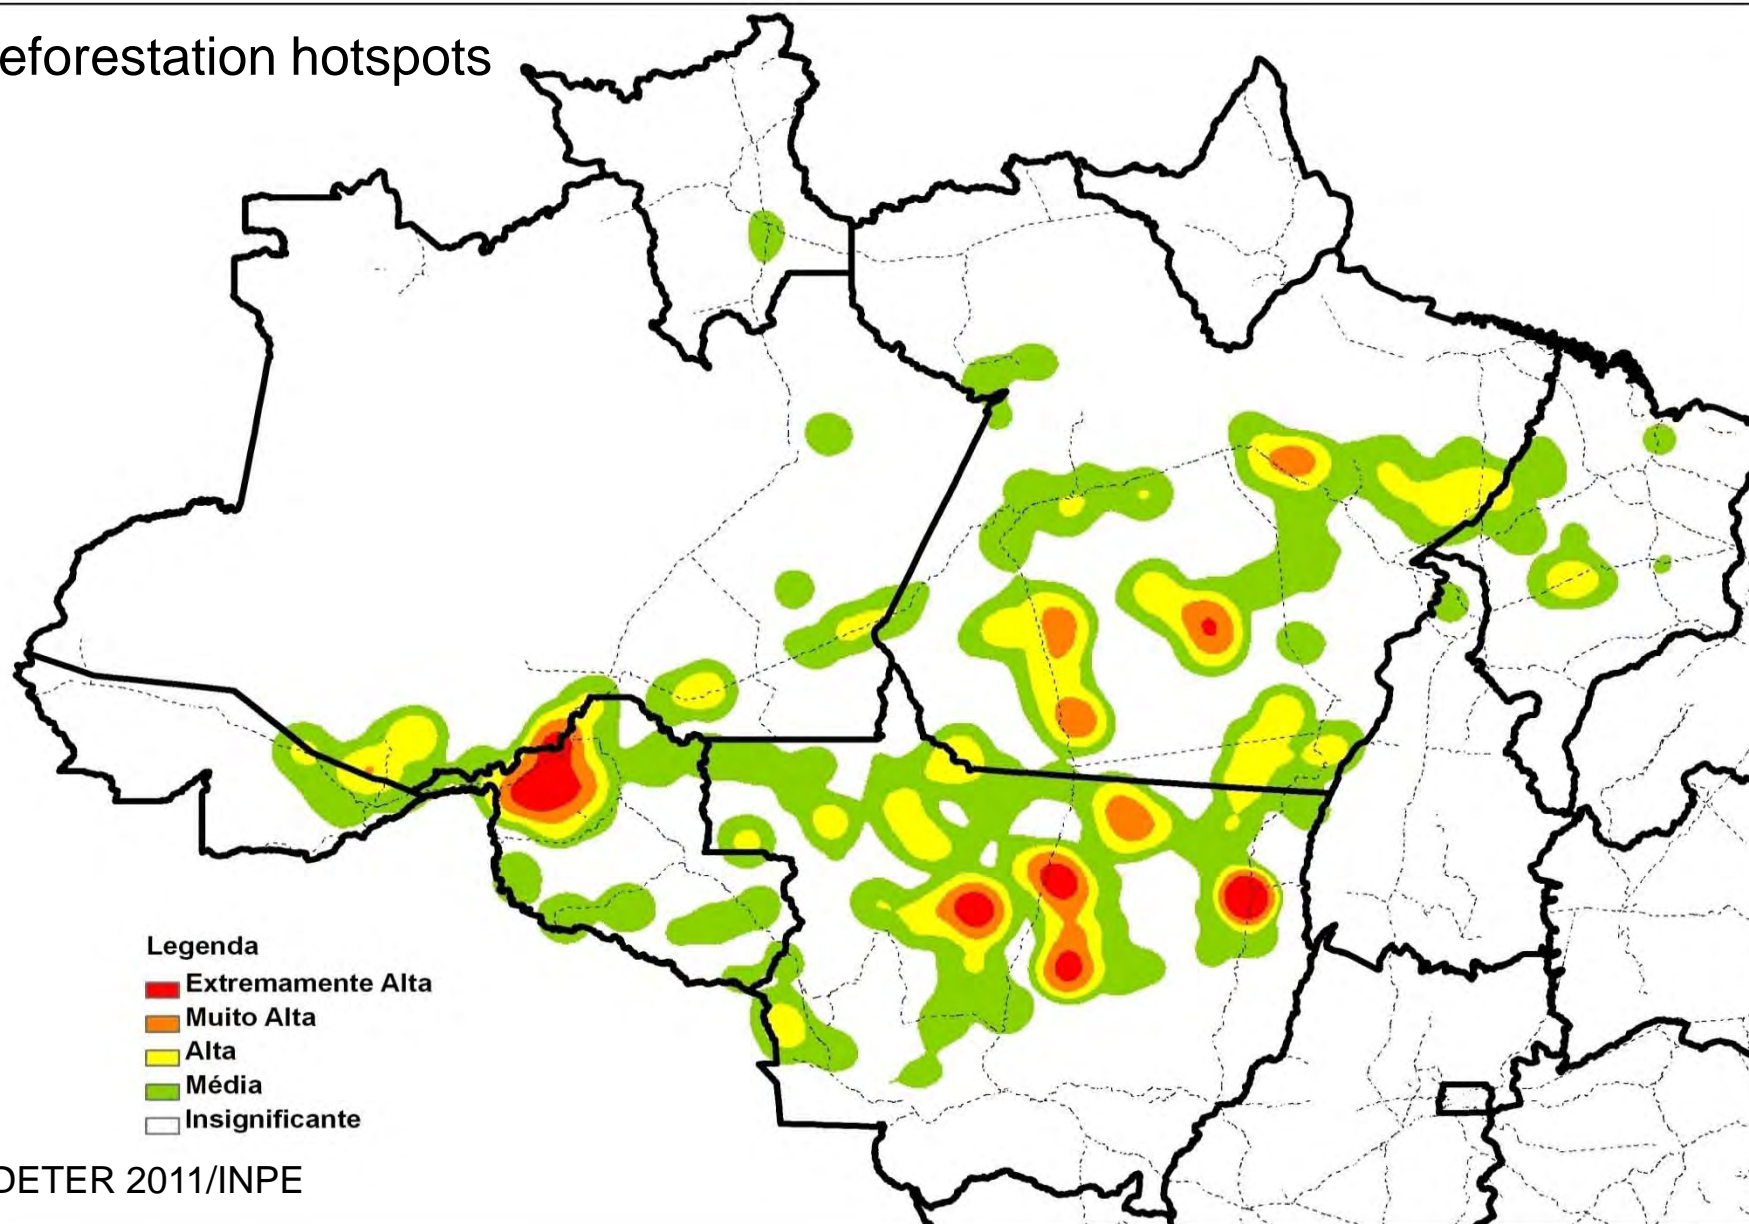 eforestation hotspots
Legenda
Extremamente Alta
Muito Alta
Alta
Média
Insignificante
DETER 2011/INPE